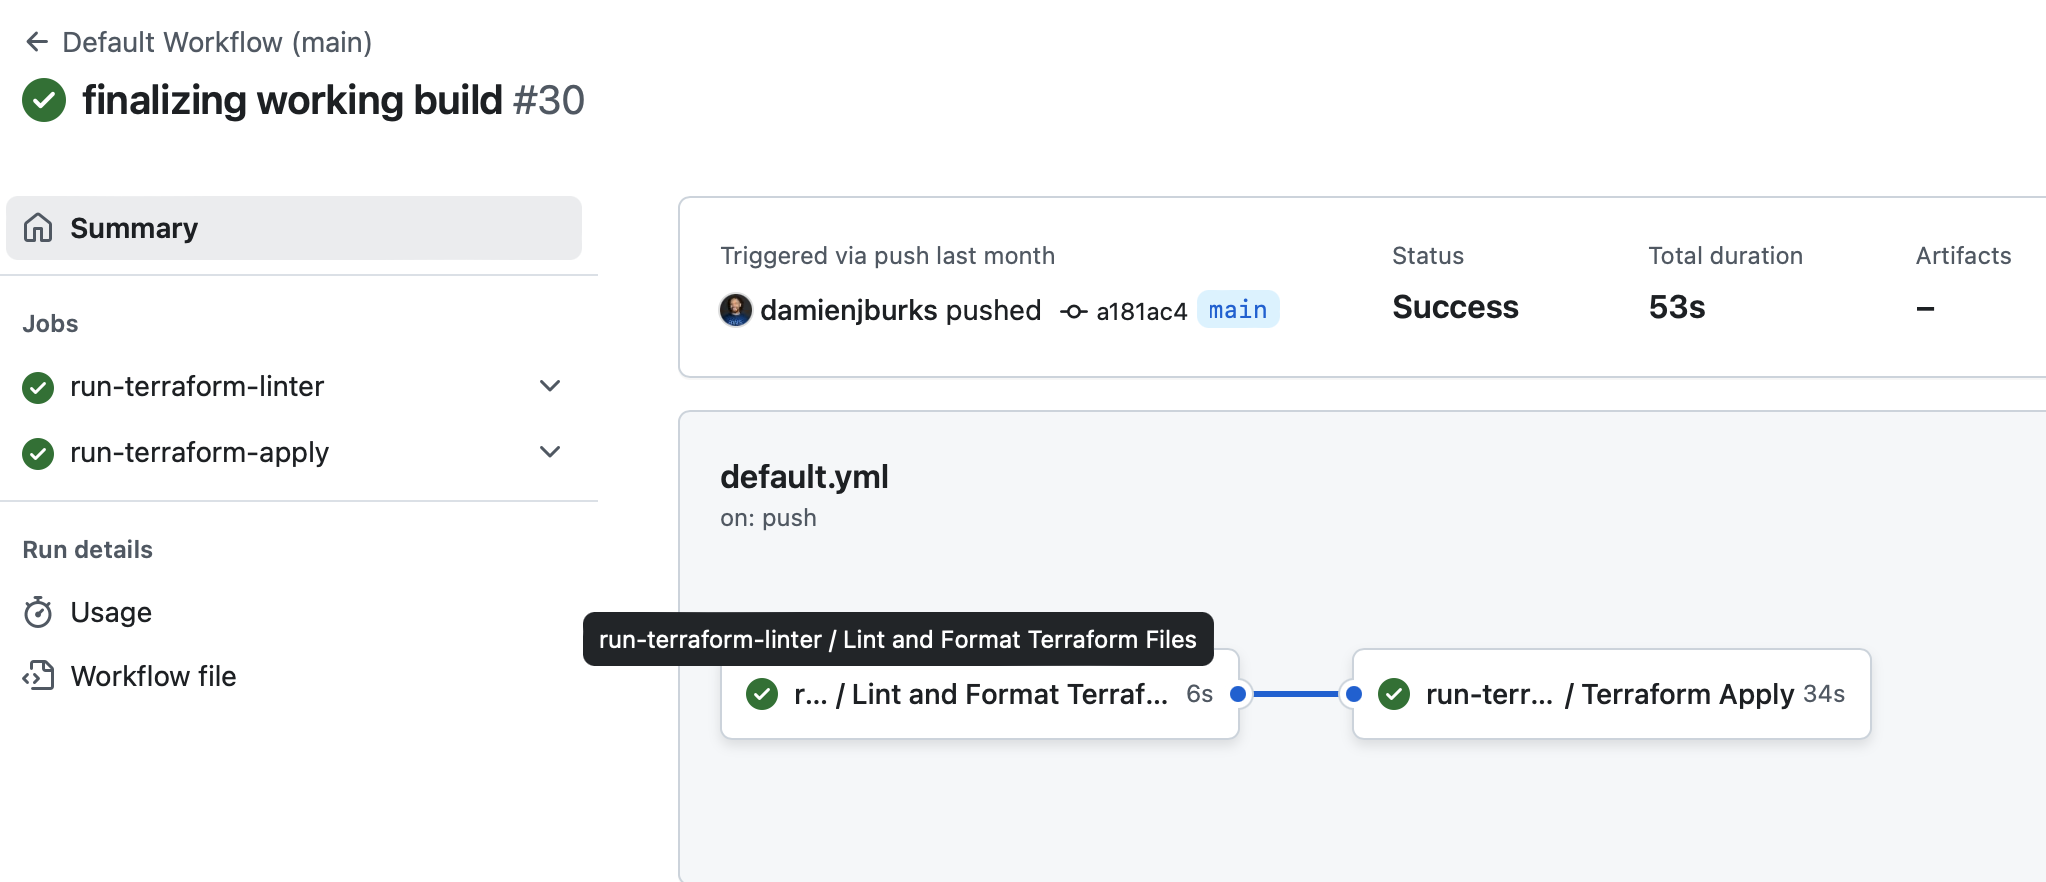 Default Workflow (main)
finalizing working build #30
Summary
Jobs
run-terraform-linter
run-terraform-apply
Run details
Usage
Workflow file
Triggered via push last month
damienjburks pushed a181ac4 main
Status
Success
Total duration
53s
Artifacts
–
default.yml
on: push
run-terraform-linter / Lint and Format Terraform Files
r... / Lint and Format Terraf... 6s
run-terr... / Terraform Apply 34s